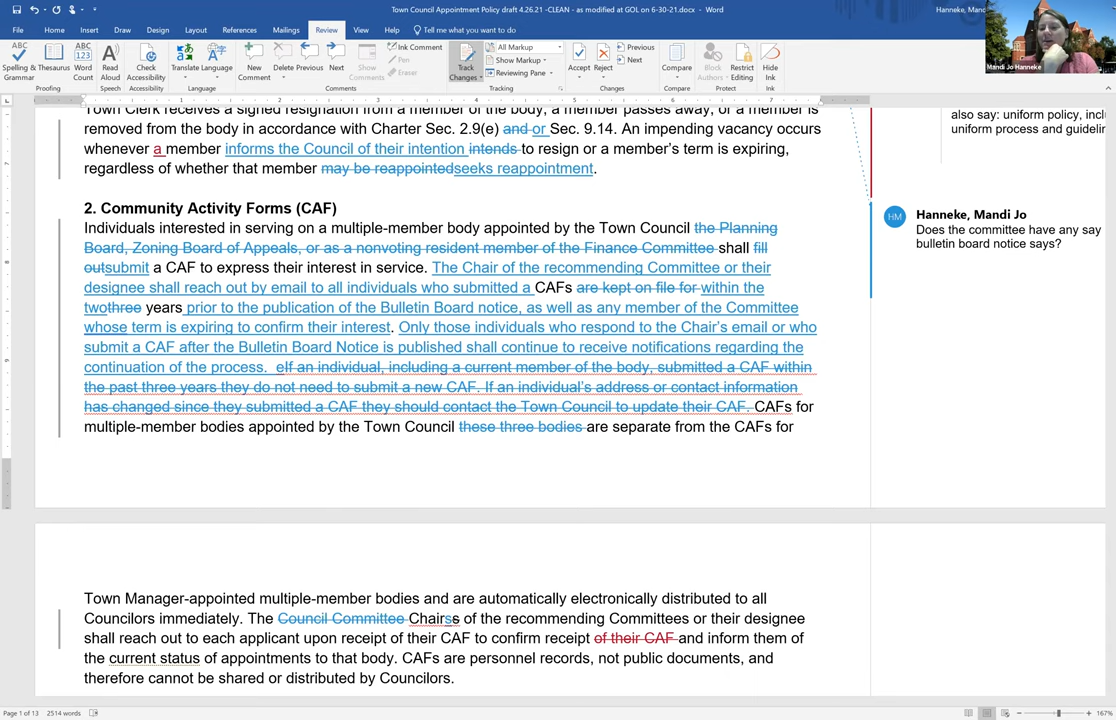 Town Council Appointment Policy draft 4.26.21 -CLEAN - as modified at GOL on 6-30-21.docx - Word
Hanneke, Mandi
File Home Insert Draw Design Layout References Mailings Review View Help Tell me what you want to do
Mandi Jo Hanneke
Spelling & Grammar
Thesaurus
Word Count
Read Aloud
Check Accessibility
Translate
Language
New Comment
Delete
Previous
Next
Show Comments
Ink Comment
Pen
Eraser
Track Changes
All Markup
Show Markup
Reviewing Pane
Accept
Reject
Previous
Next
Compare
Block Authors
Restrict Editing
Hide Ink
Proofing Speech Accessibility Language Comments Tracking Changes Compare Protect Ink
Town Clerk receives a signed resignation from a member of the body, a member passes away, or a member is
removed from the body in accordance with Charter Sec. 2.9(e) and or Sec. 9.14. An impending vacancy occurs
whenever a member informs the Council of their intention intends to resign or a member's term is expiring,
regardless of whether that member may be reappointedseeks reappointment.
2. Community Activity Forms (CAF)
Individuals interested in serving on a multiple-member body appointed by the Town Council the Planning
Board, Zoning Board of Appeals, or as a nonvoting resident member of the Finance Committee shall fill
outsubmit a CAF to express their interest in service. The Chair of the recommending Committee or their
designee shall reach out by email to all individuals who submitted a CAFs are kept on file for within the
twothree years prior to the publication of the Bulletin Board notice, as well as any member of the Committee
whose term is expiring to confirm their interest. Only those individuals who respond to the Chair's email or who
submit a CAF after the Bulletin Board Notice is published shall continue to receive notifications regarding the
continuation of the process. eIf an individual, including a current member of the body, submitted a CAF within
the past three years they do not need to submit a new CAF. If an individual's address or contact information
has changed since they submitted a CAF they should contact the Town Council to update their CAF. CAFs for
multiple-member bodies appointed by the Town Council these three bodies are separate from the CAFs for
Town Manager-appointed multiple-member bodies and are automatically electronically distributed to all
Councilors immediately. The Council Committee Chairss of the recommending Committees or their designee
shall reach out to each applicant upon receipt of their CAF to confirm receipt of their CAF and inform them of
the current status of appointments to that body. CAFs are personnel records, not public documents, and
therefore cannot be shared or distributed by Councilors.
also say: uniform policy, incl
uniform process and guidelin
HM
Hanneke, Mandi Jo
Does the committee have any say
bulletin board notice says?
Page 1 of 13 2514 words
167%